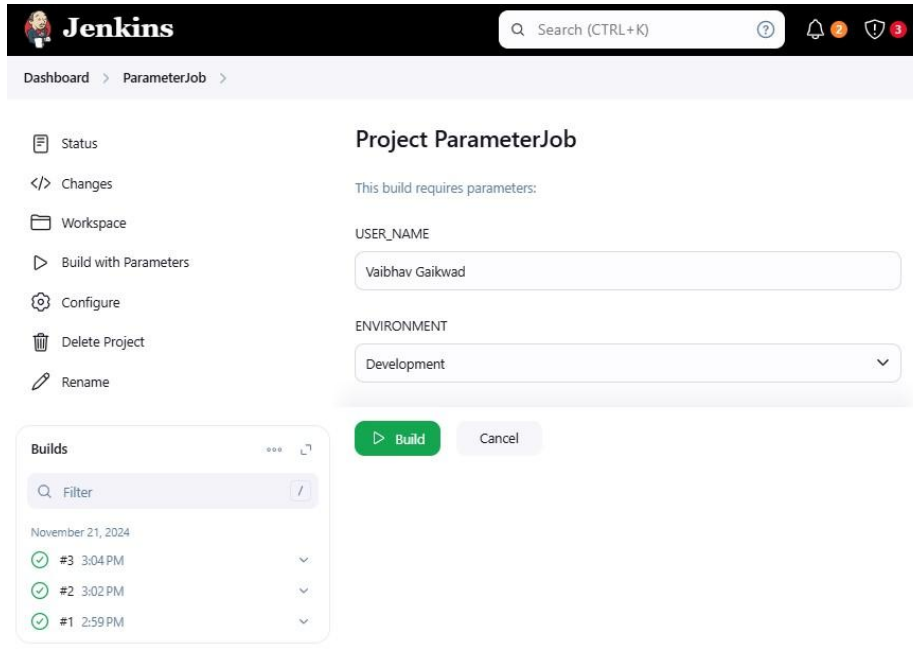 Jenkins
Search (CTRL+K)
?
2
3
Dashboard > ParameterJob >
Status
</> Changes
Workspace
Build with Parameters
Configure
Delete Project
Rename
Builds
Filter
/
November 21, 2024
#3 3:04 PM
#2 3:02 PM
#1 2:59 PM
Project ParameterJob
This build requires parameters:
USER_NAME
Vaibhav Gaikwad
ENVIRONMENT
Development
Build
Cancel